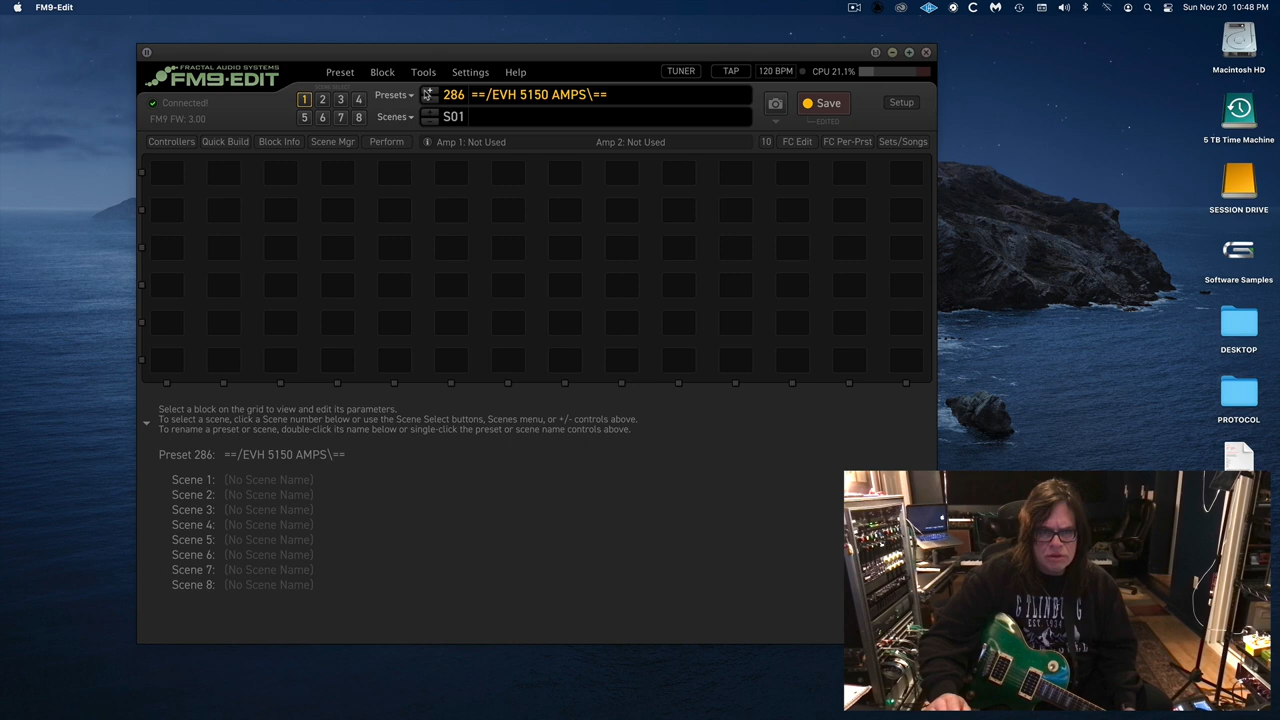 FM9-Edit
Sun Nov 20 10:48 PM
FRACTAL AUDIO SYSTEMS
FM9-EDIT
Preset Block Tools Settings Help
TUNER TAP 120 BPM CPU 21.1%
Connected!
FM9 FW: 3.00
SCENE SELECT
1 2 3 4
5 6 7 8
Presets 286 ==/EVH 5150 AMPS\==
Scenes S01
Save
EDITED
Setup
Controllers Quick Build Block Info Scene Mgr Perform Amp 1: Not Used Amp 2: Not Used 10 FC Edit FC Per-Prst Sets/Songs
Select a block on the grid to view and edit its parameters.
To select a scene, click a Scene number below or use the Scene Select buttons, Scenes menu, or +/- controls above.
To rename a preset or scene, double-click its name below or single-click the preset or scene name controls above.
Preset 286: ==/EVH 5150 AMPS\==
Scene 1: (No Scene Name)
Scene 2: (No Scene Name)
Scene 3: (No Scene Name)
Scene 4: (No Scene Name)
Scene 5: (No Scene Name)
Scene 6: (No Scene Name)
Scene 7: (No Scene Name)
Scene 8: (No Scene Name)
Macintosh HD
5 TB Time Machine
SESSION DRIVE
Software Samples
DESKTOP
PROTOCOL